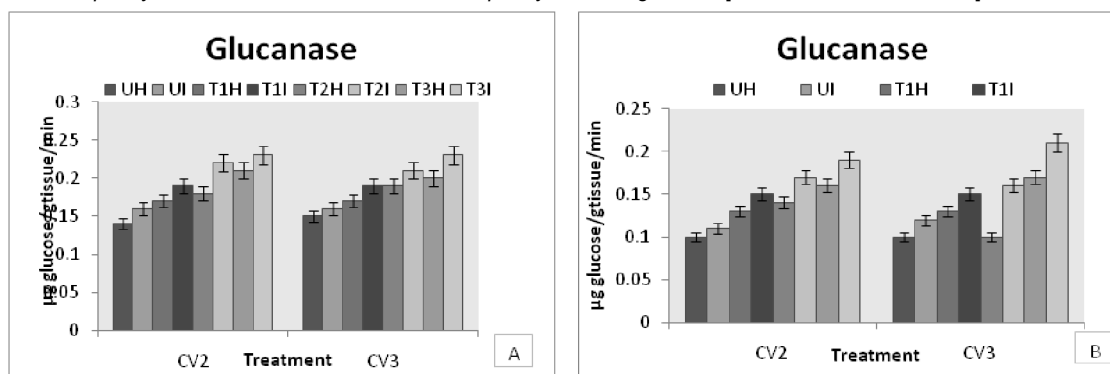 Glucanase
UH UI T1H T1I T2H T2I T3H T3I
0.3
0.25
0.2
0.15
0.1
0.05
0
µg glucose/gtissue/min
CV2 Treatment CV3
A
Glucanase
UH UI T1H T1I
0.25
0.2
0.15
0.1
0.05
0
µg glucose/gtissue/min
CV2 Treatment CV3
B